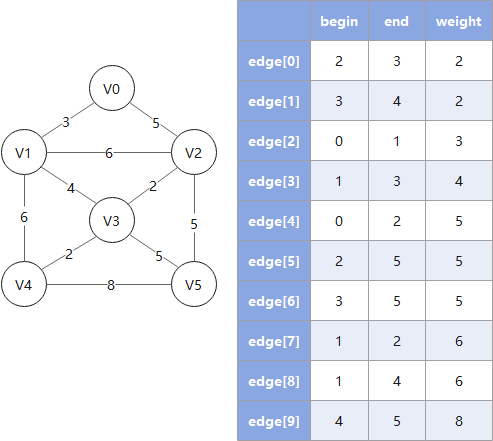 V0
3
5
V1
6
V2
4
2
6
V3
5
2
5
V4
8
V5
begin end weight
edge[0] 2 3 2
edge[1] 3 4 2
edge[2] 0 1 3
edge[3] 1 3 4
edge[4] 0 2 5
edge[5] 2 5 5
edge[6] 3 5 5
edge[7] 1 2 6
edge[8] 1 4 6
edge[9] 4 5 8